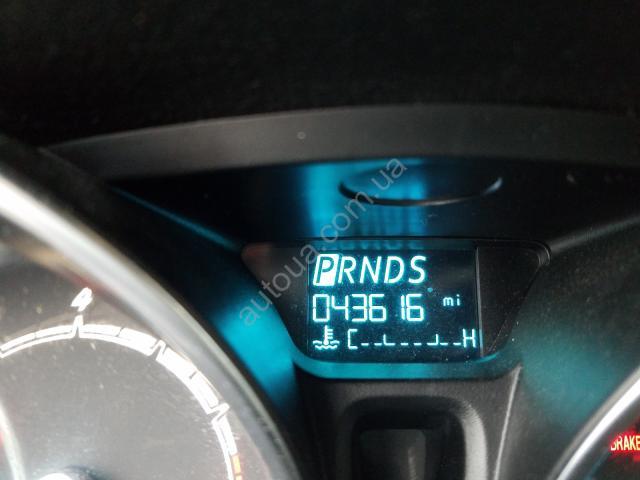 autoua.com.ua
PRNDS
043616 mi
C H
4
BRAKE